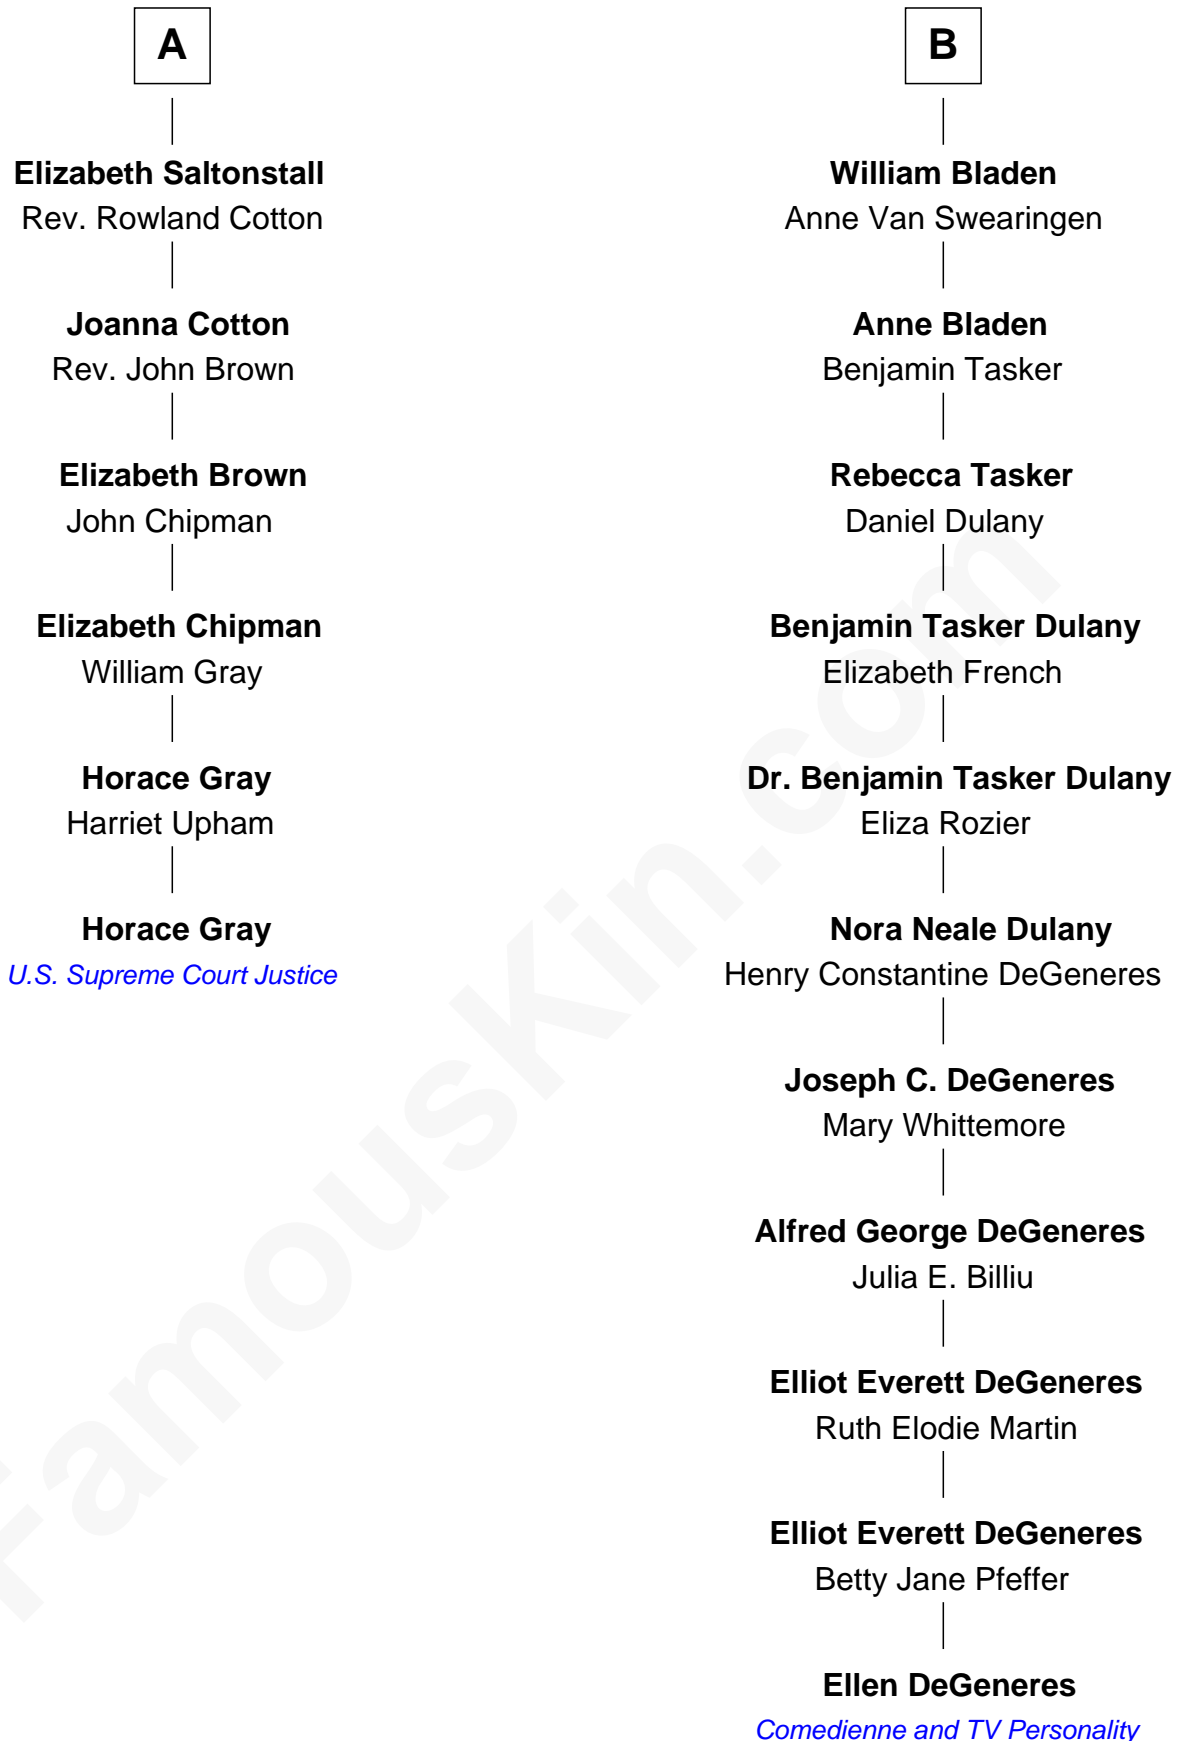 A
Elizabeth Saltonstall
Rev. Rowland Cotton
Joanna Cotton
Rev. John Brown
Elizabeth Brown
John Chipman
Elizabeth Chipman
William Gray
Horace Gray
Harriet Upham
Horace Gray
U.S. Supreme Court Justice
B
William Bladen
Anne Van Swearingen
Anne Bladen
Benjamin Tasker
Rebecca Tasker
Daniel Dulany
Benjamin Tasker Dulany
Elizabeth French
Dr. Benjamin Tasker Dulany
Eliza Rozier
Nora Neale Dulany
Henry Constantine DeGeneres
Joseph C. DeGeneres
Mary Whittemore
Alfred George DeGeneres
Julia E. Billiu
Elliot Everett DeGeneres
Ruth Elodie Martin
Elliot Everett DeGeneres
Betty Jane Pfeffer
Ellen DeGeneres
Comedienne and TV Personality
FamousKin.com